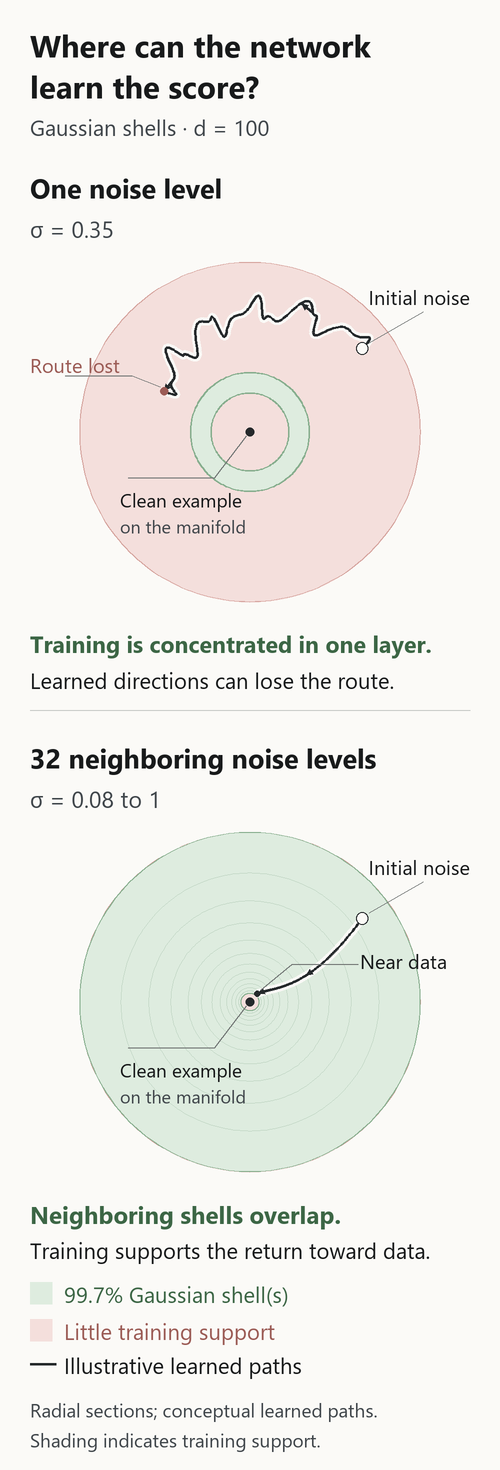 Where can the network
learn the score?
Gaussian shells · d = 100
One noise level
σ = 0.35
Initial noise
Route lost
Clean example
on the manifold
Training is concentrated in one layer.
Learned directions can lose the route.
32 neighboring noise levels
σ = 0.08 to 1
Initial noise
Near data
Clean example
on the manifold
Neighboring shells overlap.
Training supports the return toward data.
99.7% Gaussian shell(s)
Little training support
Illustrative learned paths
Radial sections; conceptual learned paths.
Shading indicates training support.